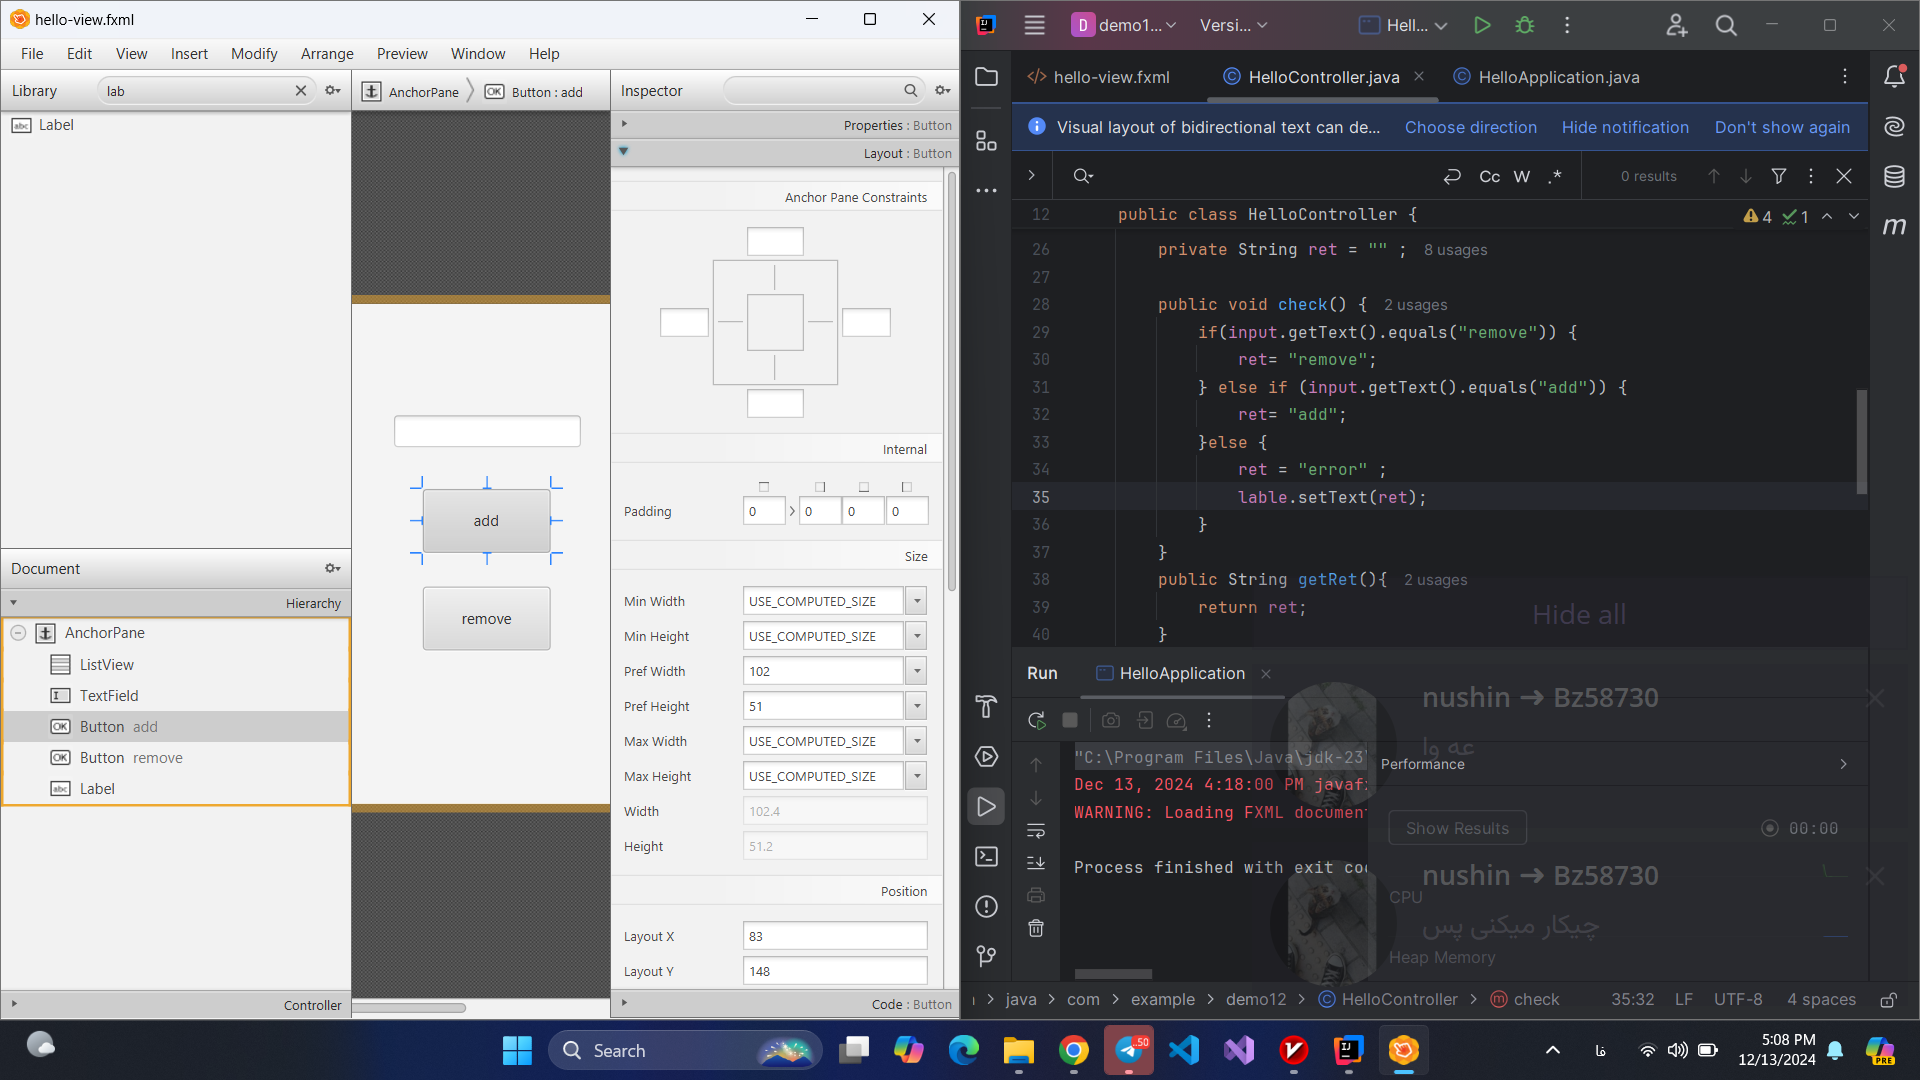 hello-view.fxml
File Edit View Insert Modify Arrange Preview Window Help
Library lab
Label
Document
Hierarchy
AnchorPane
ListView
TextField
Button add
Button remove
Label
Controller
AnchorPane Button : add
add
remove
Inspector
Properties : Button
Layout : Button
Anchor Pane Constraints
Internal
Padding 0 0 0 0
Size
Min Width USE_COMPUTED_SIZE
Min Height USE_COMPUTED_SIZE
Pref Width 102
Pref Height 51
Max Width USE_COMPUTED_SIZE
Max Height USE_COMPUTED_SIZE
Width 102.4
Height 51.2
Position
Layout X 83
Layout Y 148
Code : Button
D demo1... Versi... Hell...
hello-view.fxml HelloController.java HelloApplication.java
Visual layout of bidirectional text can de... Choose direction Hide notification Don't show again
Cc W .* 0 results
12 public class HelloController { 4 1
26 private String ret = "" ; 8 usages
27
28 public void check() { 2 usages
29 if(input.getText().equals("remove")) {
30 ret= "remove";
31 } else if (input.getText().equals("add")) {
32 ret= "add";
33 }else {
34 ret = "error" ;
35 lable.setText(ret);
36 }
37 }
38 public String getRet(){ 2 usages
39 return ret;
40 }
Hide all
Run HelloApplication
nushin → Bz58730
عه وا
"C:\Program Files\Java\jdk-23
Dec 13, 2024 4:18:00 PM javaf
WARNING: Loading FXML documen
Process finished with exit co
Performance
Show Results 00:00
nushin → Bz58730
CPU
چیکار میکنی پس
Heap Memory
java com example demo12 HelloController check 35:32 LF UTF-8 4 spaces
Search
.50
فا
5:08 PM
12/13/2024
PRE